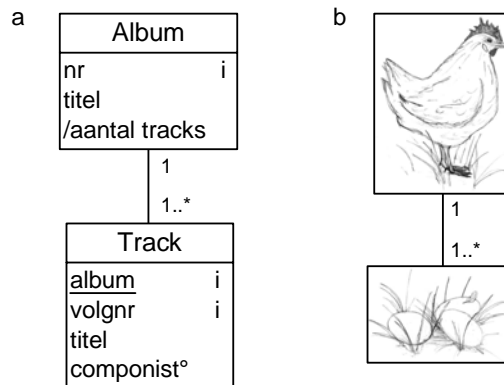 a
Album
nr i
titel
/aantal tracks
1
1..*
Track
album i
volgnr i
titel
componist°
b
1
1..*